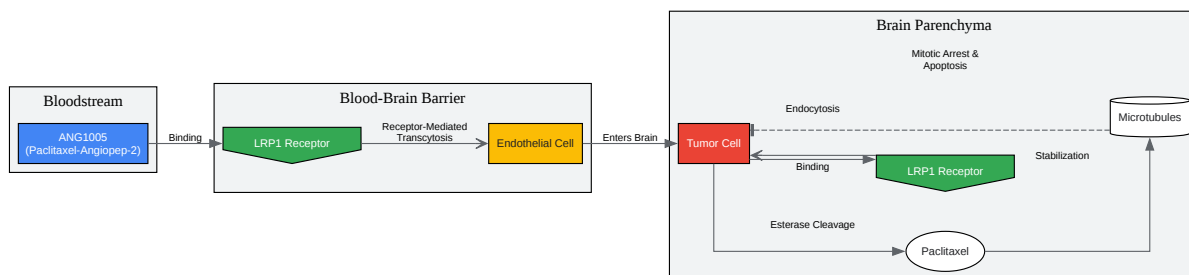 Brain Parenchyma
Mitotic Arrest &
Apoptosis
Bloodstream
Blood-Brain Barrier
ANG1005
(Paclitaxel-Angiopep-2)
Binding
LRP1 Receptor
Receptor-Mediated
Transcytosis
Endothelial Cell
Enters Brain
Tumor Cell
Endocytosis
Microtubules
Binding
LRP1 Receptor
Stabilization
Esterase Cleavage
Paclitaxel